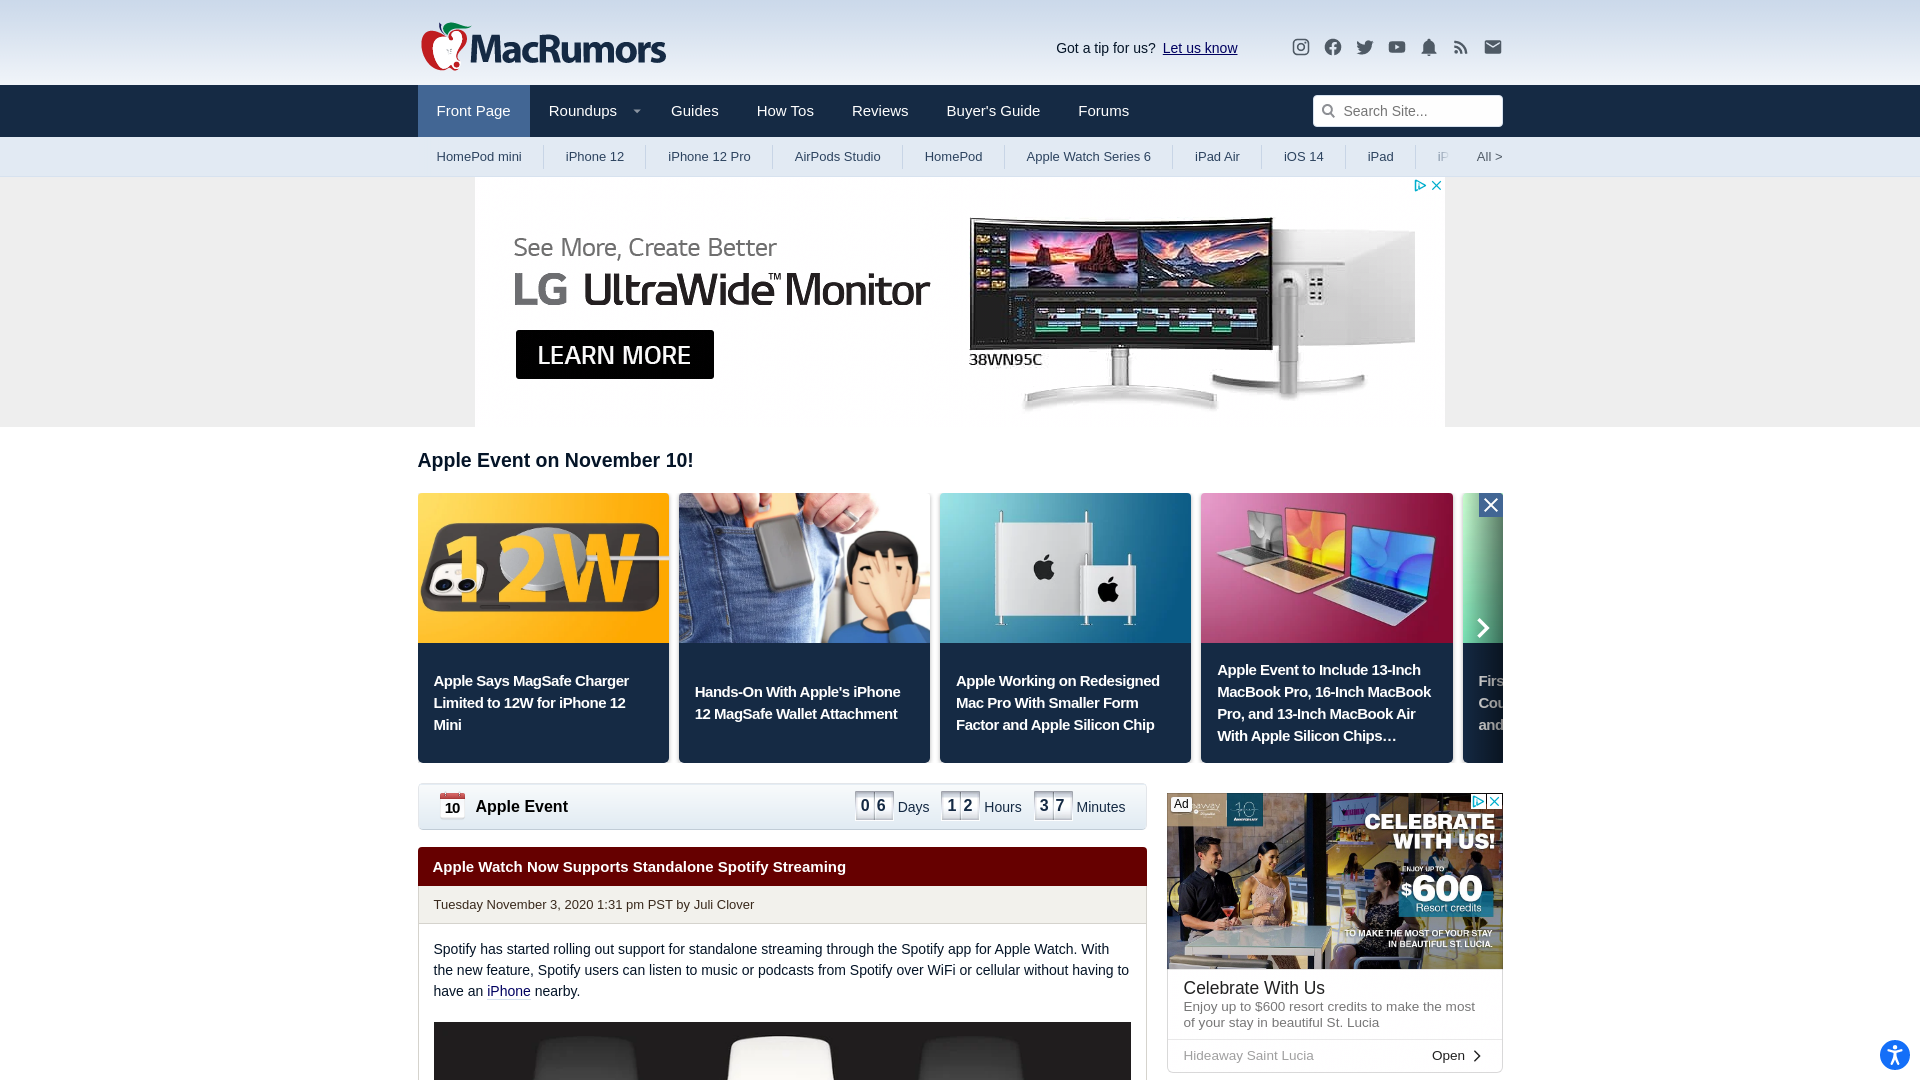 MacRumors
Got a tip for us? Let us know
Front Page
Roundups
Guides
How Tos
Reviews
Buyer's Guide
Forums
Search Site...
HomePod mini
iPhone 12
iPhone 12 Pro
AirPods Studio
HomePod
Apple Watch Series 6
iPad Air
iOS 14
iPad
iP
All >
See More, Create Better
LG UltraWide™ Monitor
LEARN MORE
38WN95C
Apple Event on November 10!
12W
Apple Says MagSafe Charger
Limited to 12W for iPhone 12
Mini
Hands-On With Apple's iPhone
12 MagSafe Wallet Attachment
Apple Working on Redesigned
Mac Pro With Smaller Form
Factor and Apple Silicon Chip
Apple Event to Include 13-Inch
MacBook Pro, 16-Inch MacBook
Pro, and 13-Inch MacBook Air
With Apple Silicon Chips…
Firs
Cou
and
10 Apple Event
06 Days 12 Hours 37 Minutes
Apple Watch Now Supports Standalone Spotify Streaming
Tuesday November 3, 2020 1:31 pm PST by Juli Clover
Spotify has started rolling out support for standalone streaming through the Spotify app for Apple Watch. With
the new feature, Spotify users can listen to music or podcasts from Spotify over WiFi or cellular without having to
have an iPhone nearby.
Ad
10
CELEBRATE
WITH US!
ENJOY UP TO
$600
Resort credits
TO MAKE THE MOST OF YOUR STAY
IN BEAUTIFUL ST. LUCIA.
Celebrate With Us
Enjoy up to $600 resort credits to make the most
of your stay in beautiful St. Lucia
Hideaway Saint Lucia
Open